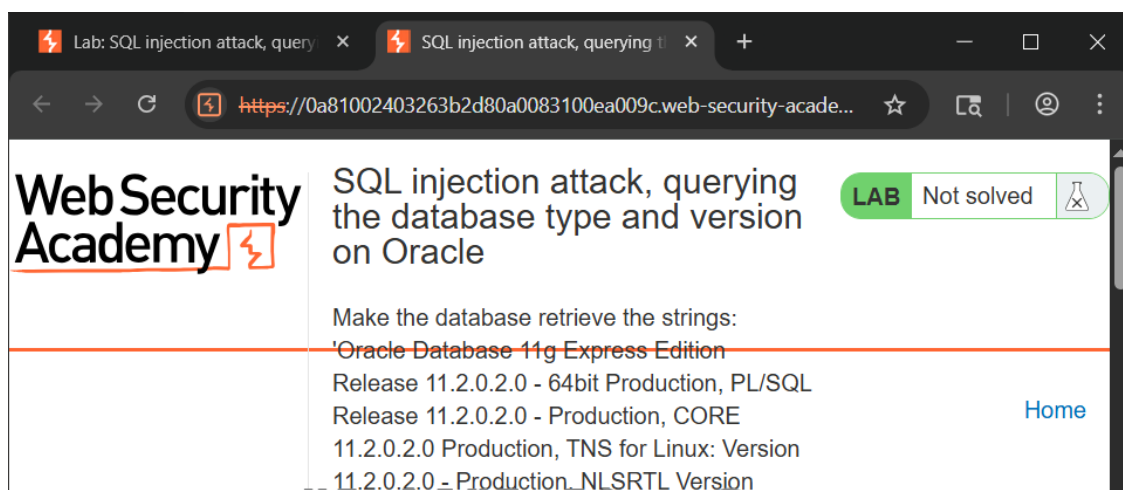 Lab: SQL injection attack, query
SQL injection attack, querying t
https://0a81002403263b2d80a0083100ea009c.web-security-acade...
Web Security
Academy
SQL injection attack, querying
the database type and version
on Oracle
LAB Not solved
Make the database retrieve the strings:
'Oracle Database 11g Express Edition
Release 11.2.0.2.0 - 64bit Production, PL/SQL
Release 11.2.0.2.0 - Production, CORE
11.2.0.2.0 Production, TNS for Linux: Version
11.2.0.2.0 - Production, NLSRTL Version
Home